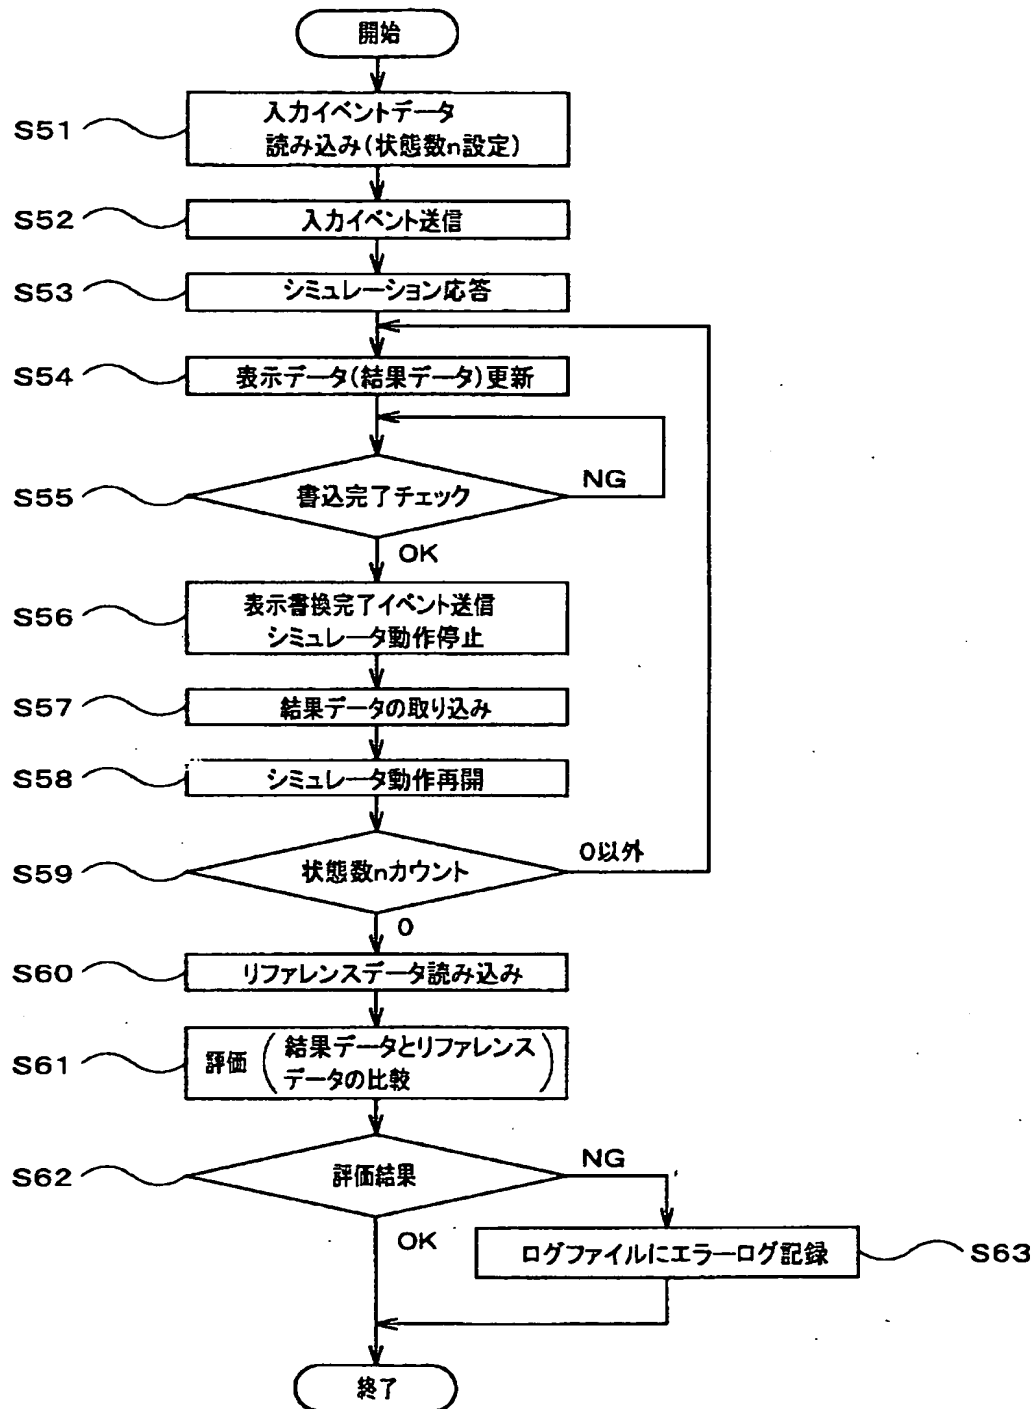 開始
S51
入力イベントデータ
読み込み(状態数n設定)
S52
入力イベント送信
S53
シミュレーション応答
S54
表示データ(結果データ)更新
S55
書込完了チェック
NG
OK
S56
表示書換完了イベント送信
シミュレータ動作停止
S57
結果データの取り込み
S58
シミュレータ動作再開
S59
状態数nカウント
0以外
0
S60
リファレンスデータ読み込み
S61
評価(結果データとリファレンス
データの比較)
S62
評価結果
NG
OK
ログファイルにエラーログ記録
S63
終了